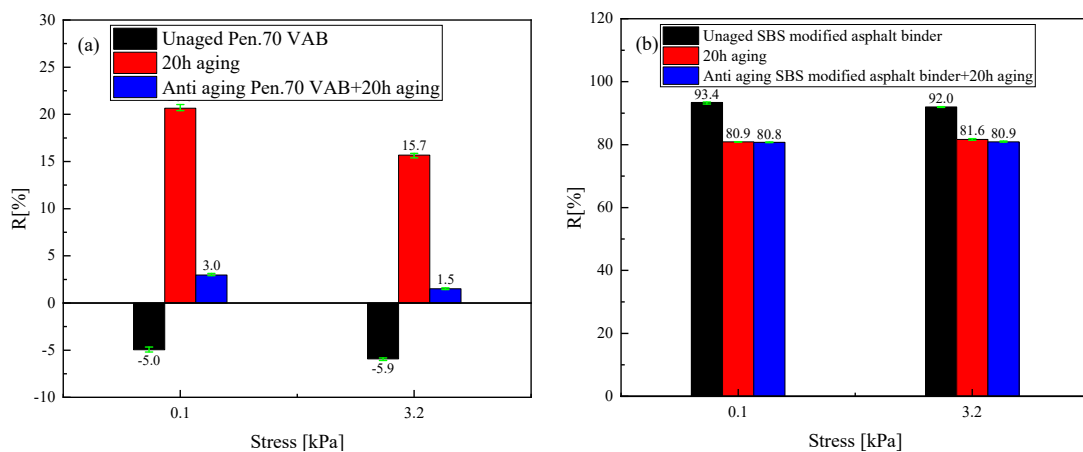 (a)
Unaged Pen.70 VAB
20h aging
Anti aging Pen.70 VAB+20h aging
30
25
20
15
10
5
0
-5
-10
R[%]
15.7
3.0
1.5
-5.0
-5.9
0.1
3.2
Stress [kPa]
(b)
Unaged SBS modified asphalt binder
20h aging
Anti aging SBS modified asphalt binder+20h aging
120
100
80
60
40
20
0
R[%]
93.4
80.9
80.8
92.0
81.6
80.9
0.1
3.2
Stress [kPa]